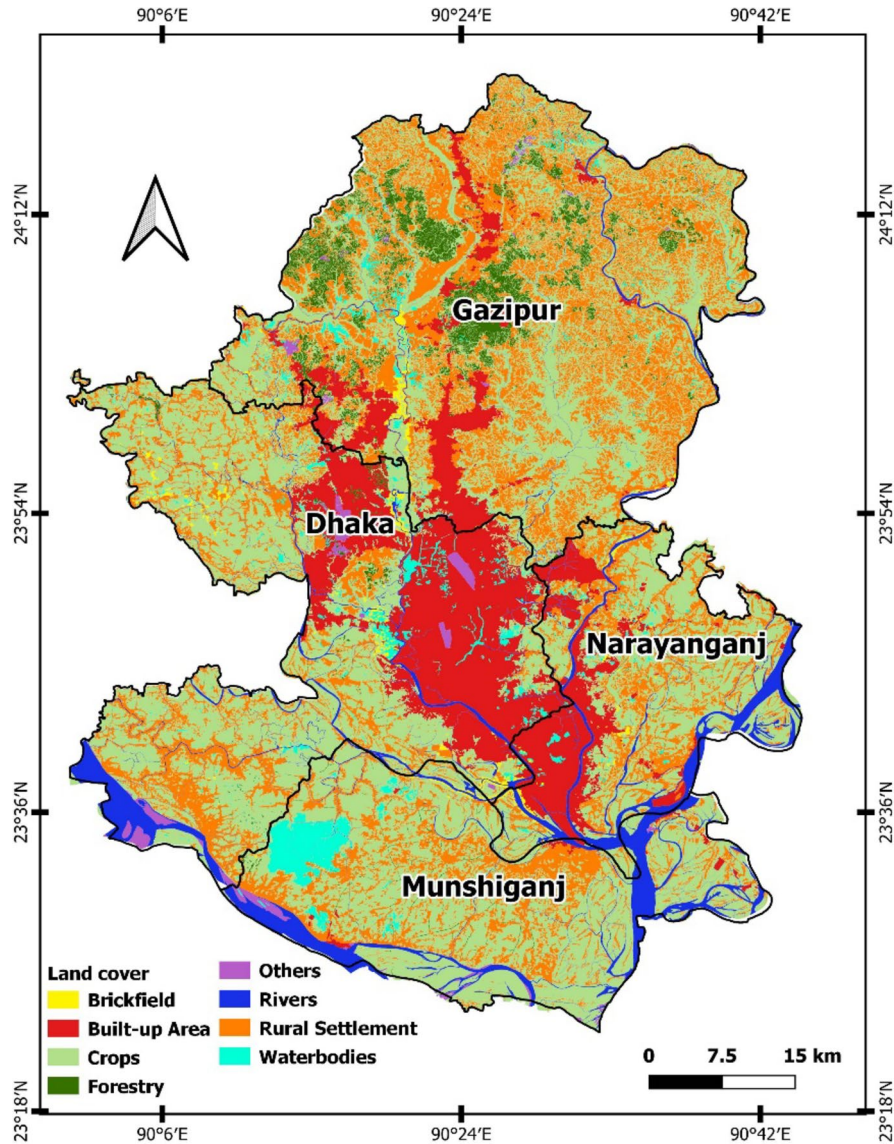 90°6'E 90°24'E 90°42'E
24°12'N 24°12'N
Gazipur
23°54'N 23°54'N
Dhaka
Narayanganj
23°36'N 23°36'N
Munshiganj
Land cover
Brickfield
Built-up Area
Crops
Forestry
Others
Rivers
Rural Settlement
Waterbodies
0 7.5 15 km
23°18'N 23°18'N
90°6'E 90°24'E 90°42'E